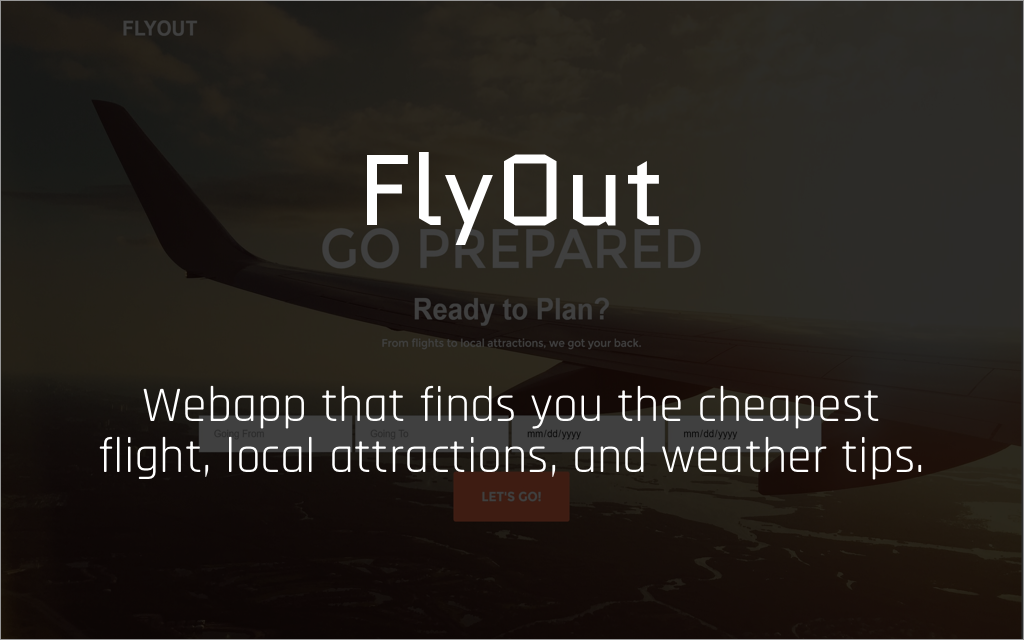 FLYOUT
FlyOut
GO PREPARED
Ready to Plan?
From flights to local attractions, we got your back.
Webapp that finds you the cheapest
Going From Going To mm/dd/yyyy mm/dd/yyyy
flight, local attractions, and weather tips.
LET'S GO!